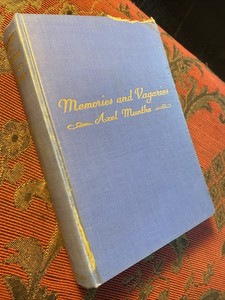 Memories and Vagaries
Axel Munthe